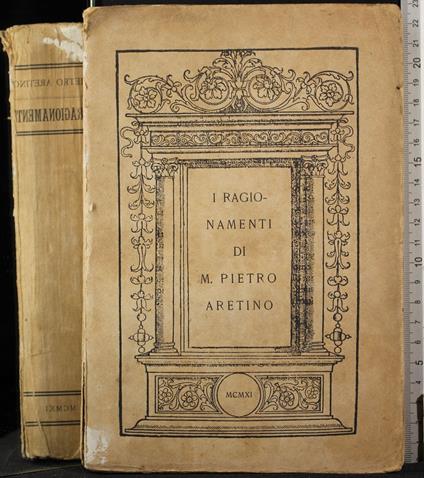 I RAGIO-
NAMENTI
DI
M. PIETRO
ARETINO
MCMXI
PIETRO ARETINO
RAGIONAMENTI
MCMXI